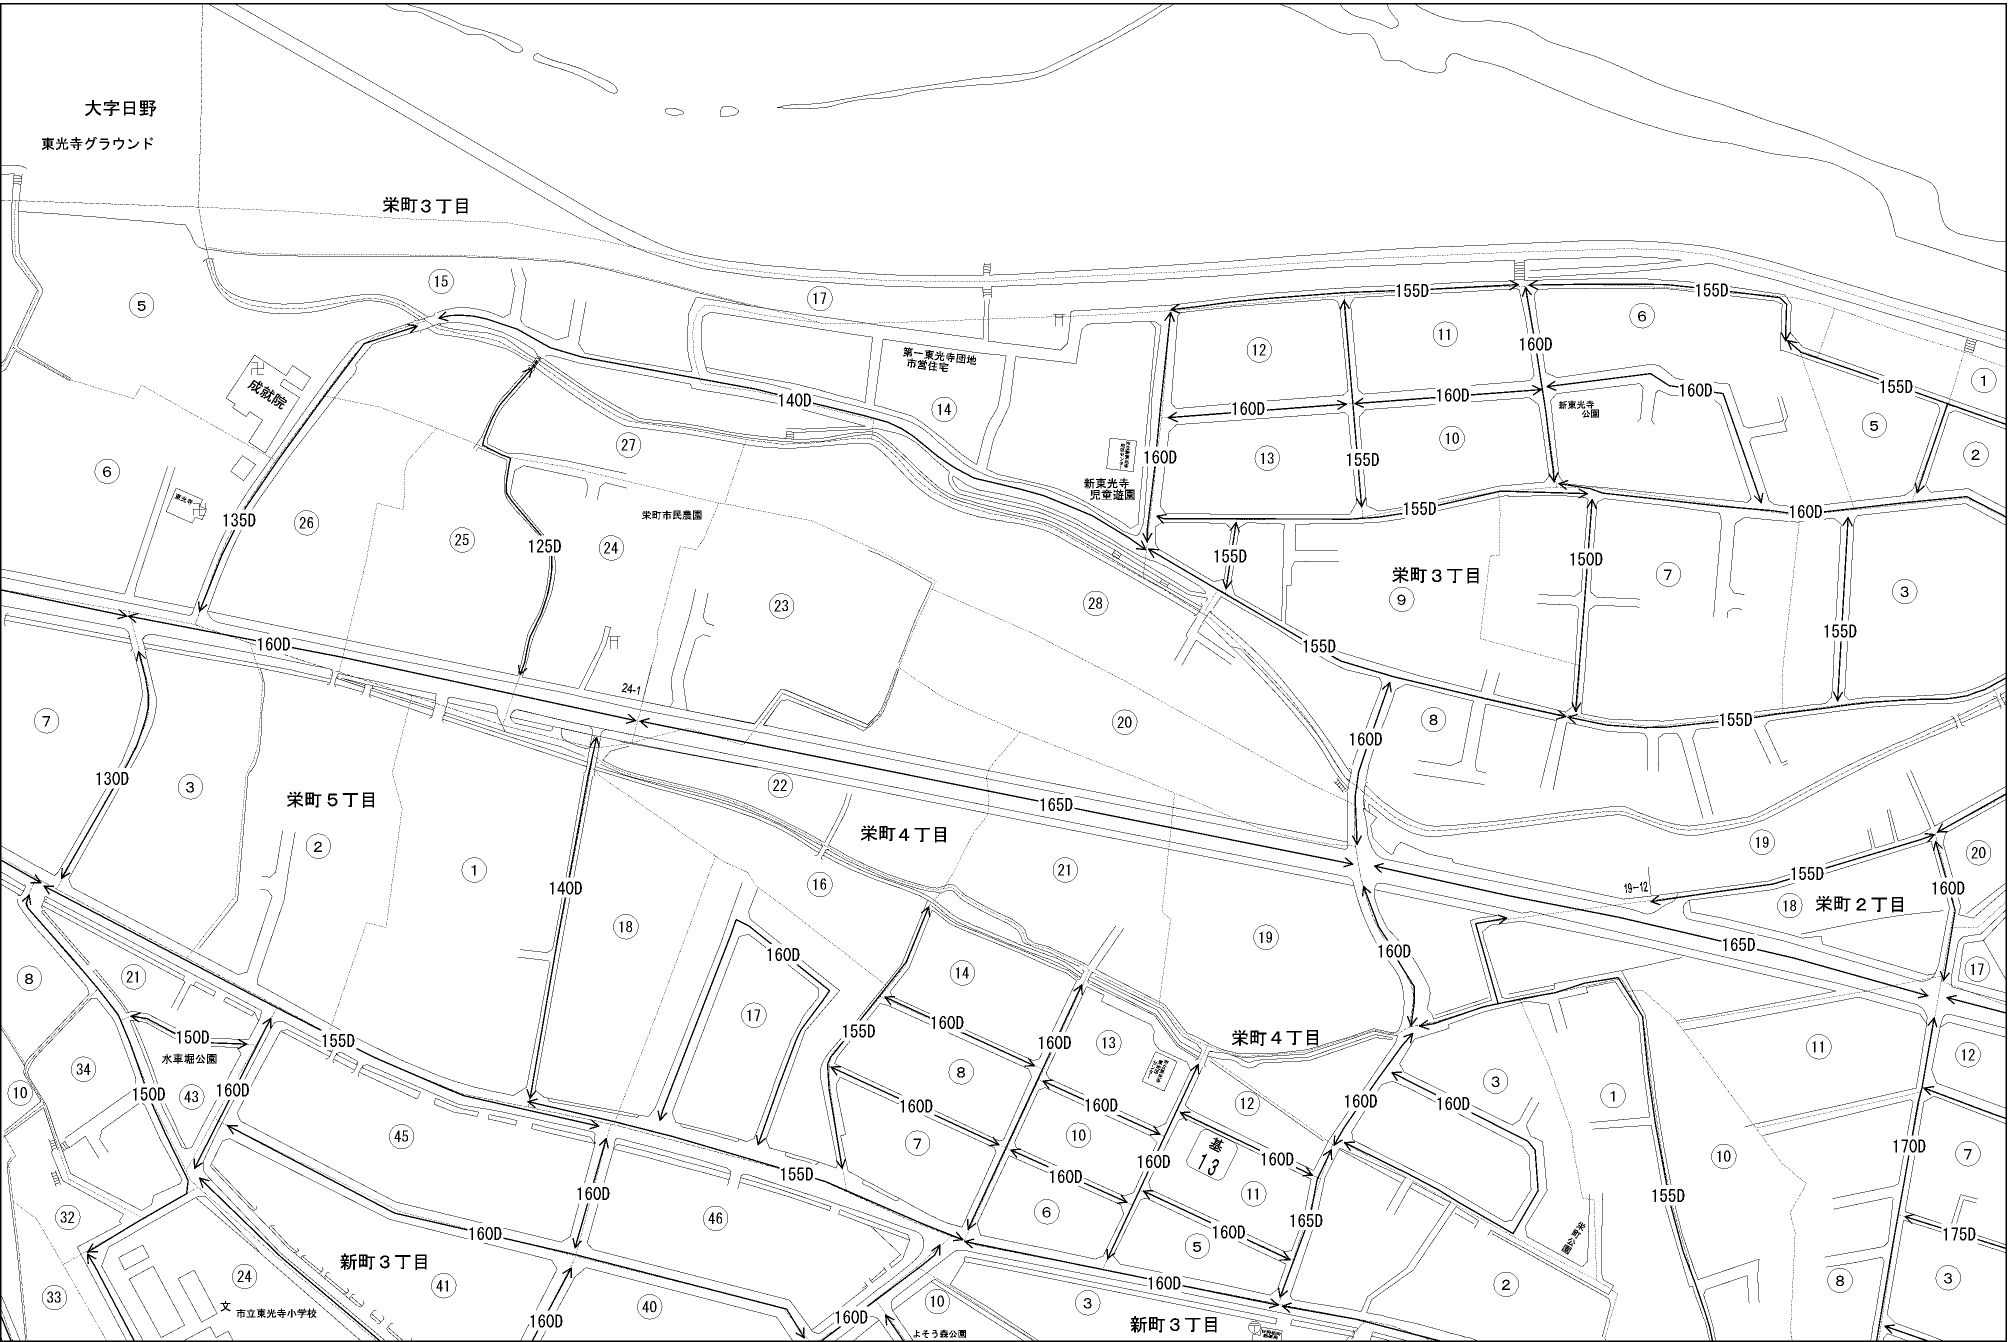 大字日野
東光寺グラウンド
栄町３丁目
⑮
⑰
⑤
155D
155D
⑥
⑪
⑫
160D
第一東光寺団地
市営住宅
①
成就院
140D
⑭
160D
160D
160D
155D
新東光寺
公園
⑤
②
㉗
⑩
⑬
155D
160D
⑥
新東光寺
児童遊園
東光寺
135D
㉖
栄町市民農園
155D
160D
㉕
125D
㉔
155D
150D
栄町３丁目
⑦
③
㉓
㉘
⑨
155D
160D
155D
24-1
⑦
⑳
⑧
155D
160D
130D
③
㉒
栄町５丁目
165D
栄町４丁目
②
⑲
⑳
①
⑯
㉑
155D
19-12
160D
140D
⑱
栄町２丁目
⑱
⑲
165D
160D
160D
⑧
㉑
⑭
⑰
⑰
160D
155D
150D
155D
160D
⑬
栄町４丁目
⑪
⑫
水車堀公園
㉞
⑧
③
①
⑩
150D
㊸
160D
160D
160D
⑫
160D
160D
㊺
⑦
⑩
基
13
170D
⑩
⑦
155D
160D
160D
160D
⑪
155D
160D
㉜
㊻
⑥
165D
160D
160D
⑤
栄町公園
175D
新町３丁目
㉔
㊶
160D
②
⑧
③
㉝
文
市立東光寺小学校
160D
㊵
160D
⑩
③
よそう森公園
新町３丁目